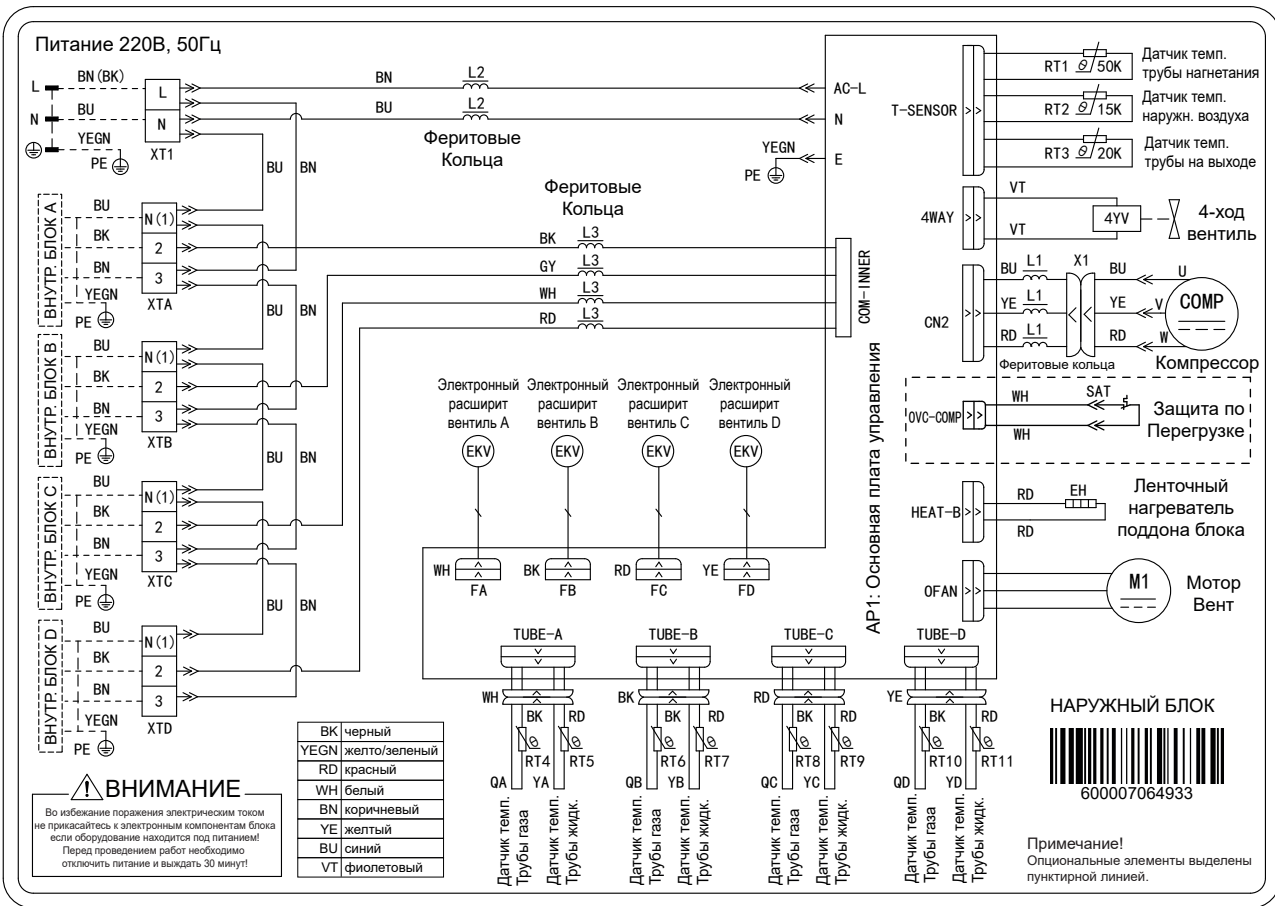 Питание 220В, 50Гц
L
BN(BK)
L
BN
L2
AC-L
N
BU
N
BU
L2
N
YEGN
PE
XT1
Феритовые
Кольца
YEGN
PE
E
BU
BN
ВНУТР. БЛОК A
BU
N(1)
BK
2
BN
3
YEGN
PE
XTA
Феритовые
Кольца
BK
L3
GY
L3
WH
L3
RD
L3
COM-INNER
BU
BN
ВНУТР. БЛОК B
BU
N(1)
BK
2
BN
3
YEGN
PE
XTB
BU
BN
ВНУТР. БЛОК C
BU
N(1)
BK
2
BN
3
YEGN
PE
XTC
BU
BN
ВНУТР. БЛОК D
BU
N(1)
BK
2
BN
3
YEGN
PE
XTD
Электронный
расширит
вентиль A
EKV
WH
FA
Электронный
расширит
вентиль B
EKV
BK
FB
Электронный
расширит
вентиль C
EKV
RD
FC
Электронный
расширит
вентиль D
EKV
YE
FD
AP1: Основная плата управления
T-SENSOR
RT1
50K
Датчик темп.
трубы нагнетания
RT2
15K
Датчик темп.
наружн. воздуха
RT3
20K
Датчик темп.
трубы на выходе
4WAY
VT
VT
4YV
4-ход
вентиль
CN2
BU
L1
X1
BU
U
YE
L1
YE
V
RD
L1
RD
W
COMP
Феритовые кольца
Компрессор
OVC-COMP
WH
SAT
WH
Защита по
Перегрузке
HEAT-B
RD
EH
RD
Ленточный
нагреватель
поддона блока
OFAN
M1
Мотор
Вент
TUBE-A
WH
BK
RD
RT4
RT5
QA
YA
Датчик темп.
Трубы газа
Датчик темп.
Трубы жидк.
TUBE-B
BK
BK
RD
RT6
RT7
QB
YB
Датчик темп.
Трубы газа
Датчик темп.
Трубы жидк.
TUBE-C
RD
BK
RD
RT8
RT9
QC
YC
Датчик темп.
Трубы газа
Датчик темп.
Трубы жидк.
TUBE-D
YE
BK
RD
RT10
RT11
QD
YD
Датчик темп.
Трубы газа
Датчик темп.
Трубы жидк.
BK черный
YEGN желто/зеленый
RD красный
WH белый
BN коричневый
YE желтый
BU синий
VT фиолетовый
ВНИМАНИЕ
Во избежание поражения электрическим током
не прикасайтесь к электронным компонентам блока
если оборудование находится под питанием!
Перед проведением работ необходимо
отключить питание и выждать 30 минут!
НАРУЖНЫЙ БЛОК
600007064933
Примечание!
Опциональные элементы выделены
пунктирной линией.